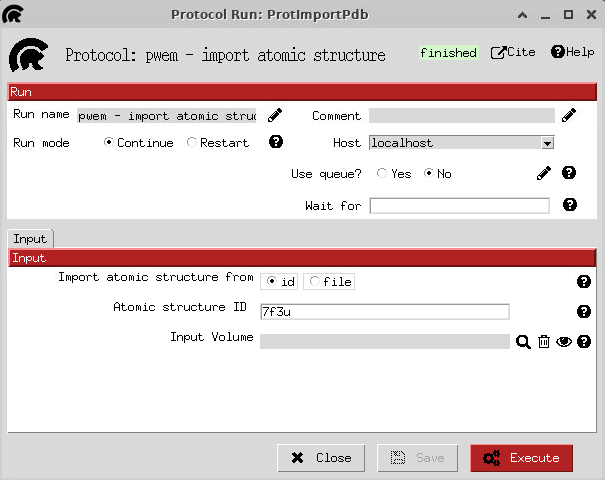 Protocol Run: ProtImportPdb
Protocol: pwem - import atomic structure
finished
Cite
Help
Run
Run name pwem - import atomic struc
Comment
Run mode Continue Restart
Host localhost
Use queue? Yes No
Wait for
Input
Input
Import atomic structure from id file
Atomic structure ID 7f3u
Input Volume
Close Save Execute